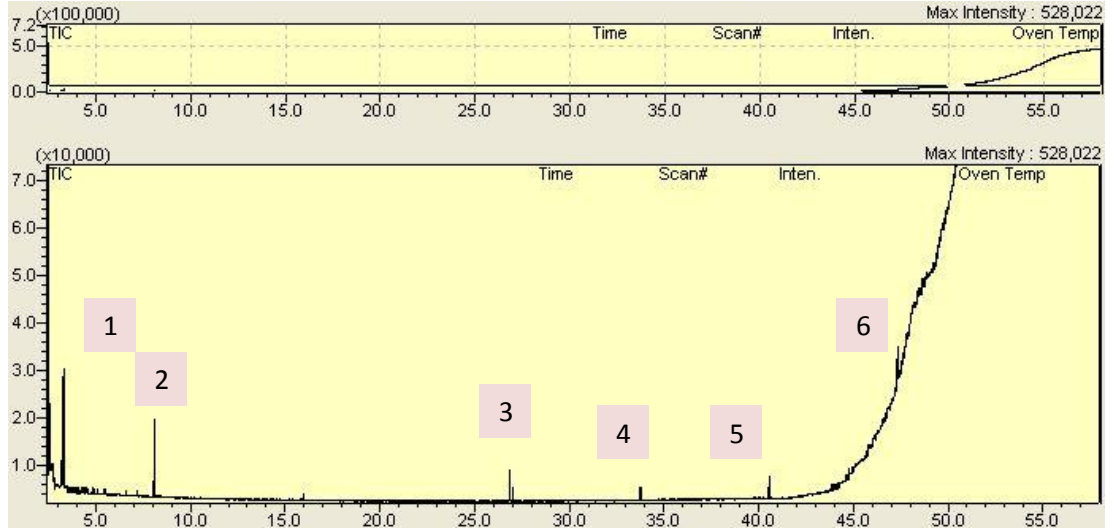 (x100,000) Max Intensity : 528,022
7.2 TIC Time Scan# Inten. Oven Temp
5.0
0.0
5.0 10.0 15.0 20.0 25.0 30.0 35.0 40.0 45.0 50.0 55.0
(x10,000) Max Intensity : 528,022
7.0 TIC Time Scan# Inten. Oven Temp
6.0
5.0
4.0
1 6
3.0
2
2.0
3
4 5
1.0
5.0 10.0 15.0 20.0 25.0 30.0 35.0 40.0 45.0 50.0 55.0